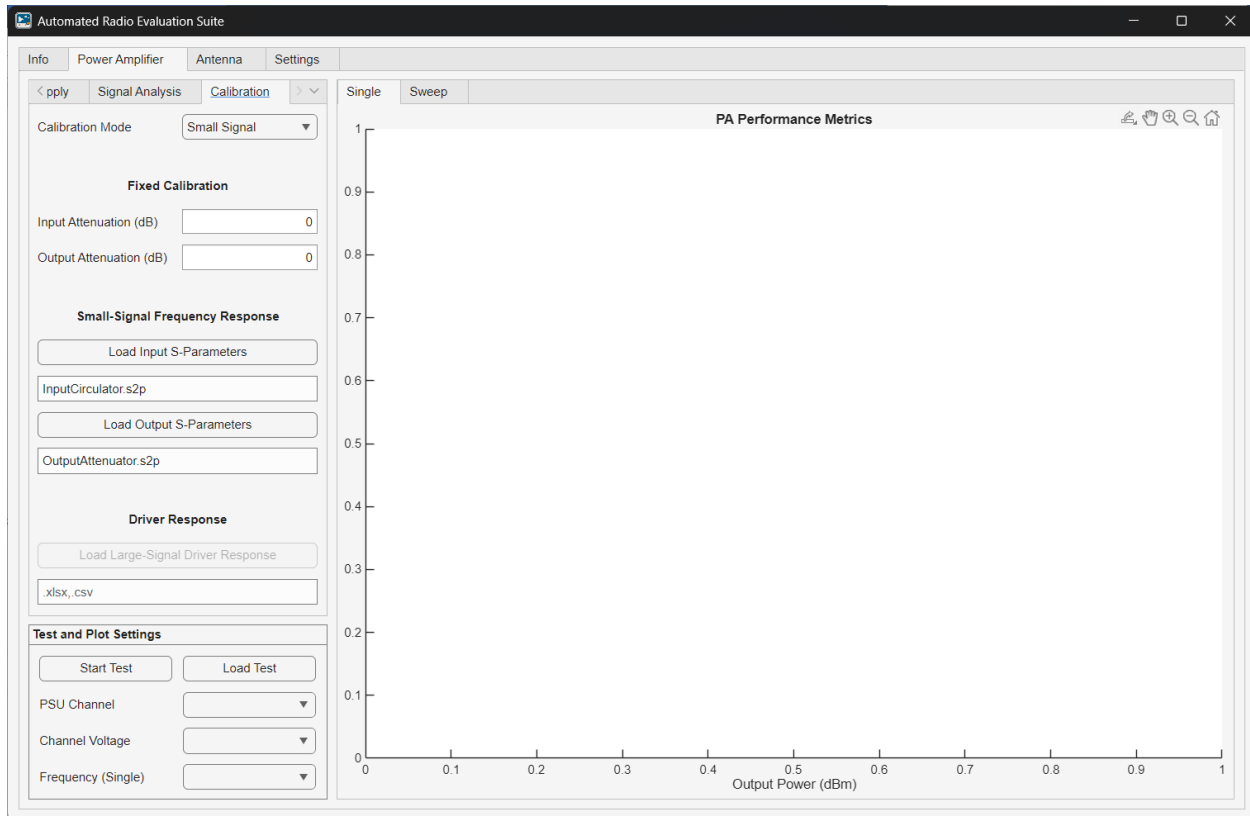 Automated Radio Evaluation Suite
Info Power Amplifier Antenna Settings
pply Signal Analysis Calibration
Calibration Mode Small Signal
Fixed Calibration
Input Attenuation (dB) 0
Output Attenuation (dB) 0
Small-Signal Frequency Response
Load Input S-Parameters
InputCirculator.s2p
Load Output S-Parameters
OutputAttenuator.s2p
Driver Response
Load Large-Signal Driver Response
.xlsx,.csv
Test and Plot Settings
Start Test Load Test
PSU Channel
Channel Voltage
Frequency (Single)
Single Sweep
PA Performance Metrics
1
0.9
0.8
0.7
0.6
0.5
0.4
0.3
0.2
0.1
0
0 0.1 0.2 0.3 0.4 0.5 0.6 0.7 0.8 0.9 1
Output Power (dBm)